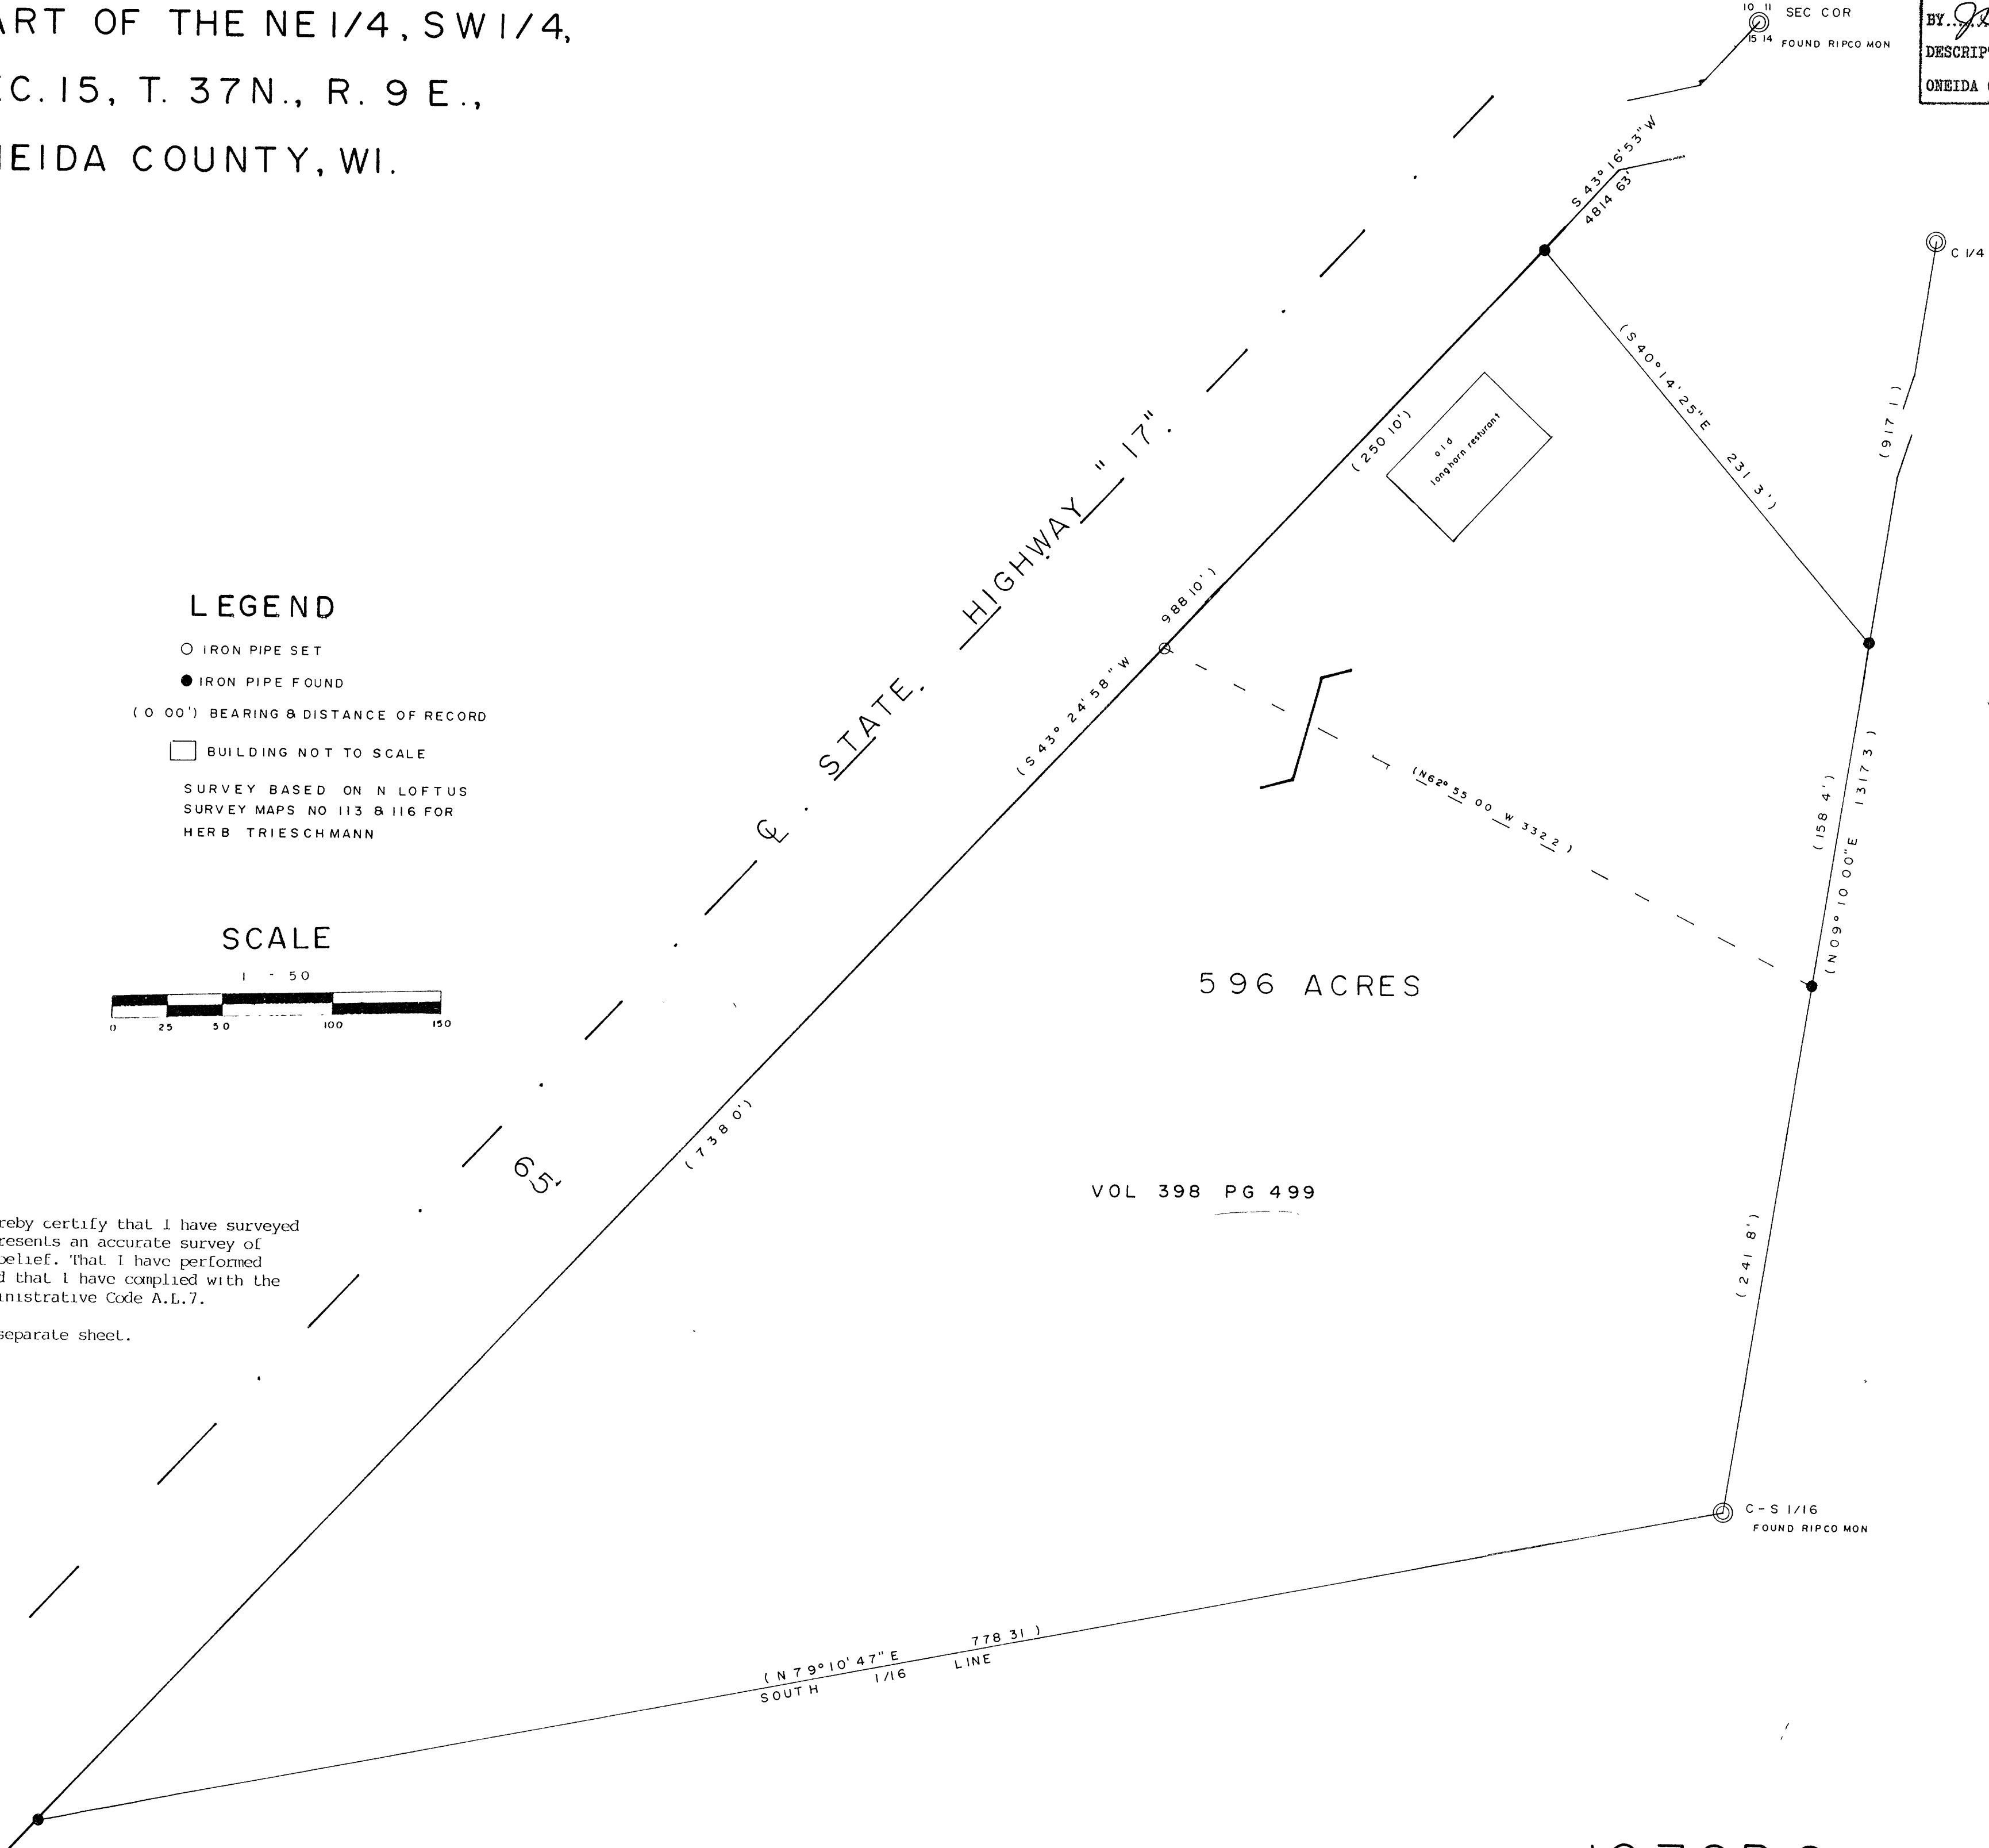 ART OF THE NE1/4, SW1/4,
EC. 15, T. 37N., R. 9 E.,
NEIDA COUNTY, WI.
10 11
15 14
SEC COR
FOUND RIPCO MON
BY
DESCRIP
ONEIDA
S 43° 16' 53" W
4814 63'
C 1/4
(S 40° 14' 25" E 231 3')
(917 1)
(250 10')
old
longhorn resturant
988 10')
(S 43° 24' 58" W
℄ STATE HIGHWAY "17"
LEGEND
IRON PIPE SET
IRON PIPE FOUND
(0 00') BEARING & DISTANCE OF RECORD
BUILDING NOT TO SCALE
SURVEY BASED ON N LOFTUS
SURVEY MAPS NO 113 & 116 FOR
HERB TRIESCHMANN
(N62° 55 00 W 332 2)
(158 4')
(N 09° 10 00" E 1317 3)
SCALE
1 - 50
0 25 50 100 150
596 ACRES
65'
(738 0')
VOL 398 PG 499
(241 8')
reby certify that I have surveyed
resents an accurate survey of
belief. That I have performed
d that I have complied with the
inistrative Code A.L.7.
separate sheet.
C-S 1/16
FOUND RIPCO MON
(N 79° 10' 47" E 778 31)
SOUTH 1/16 LINE